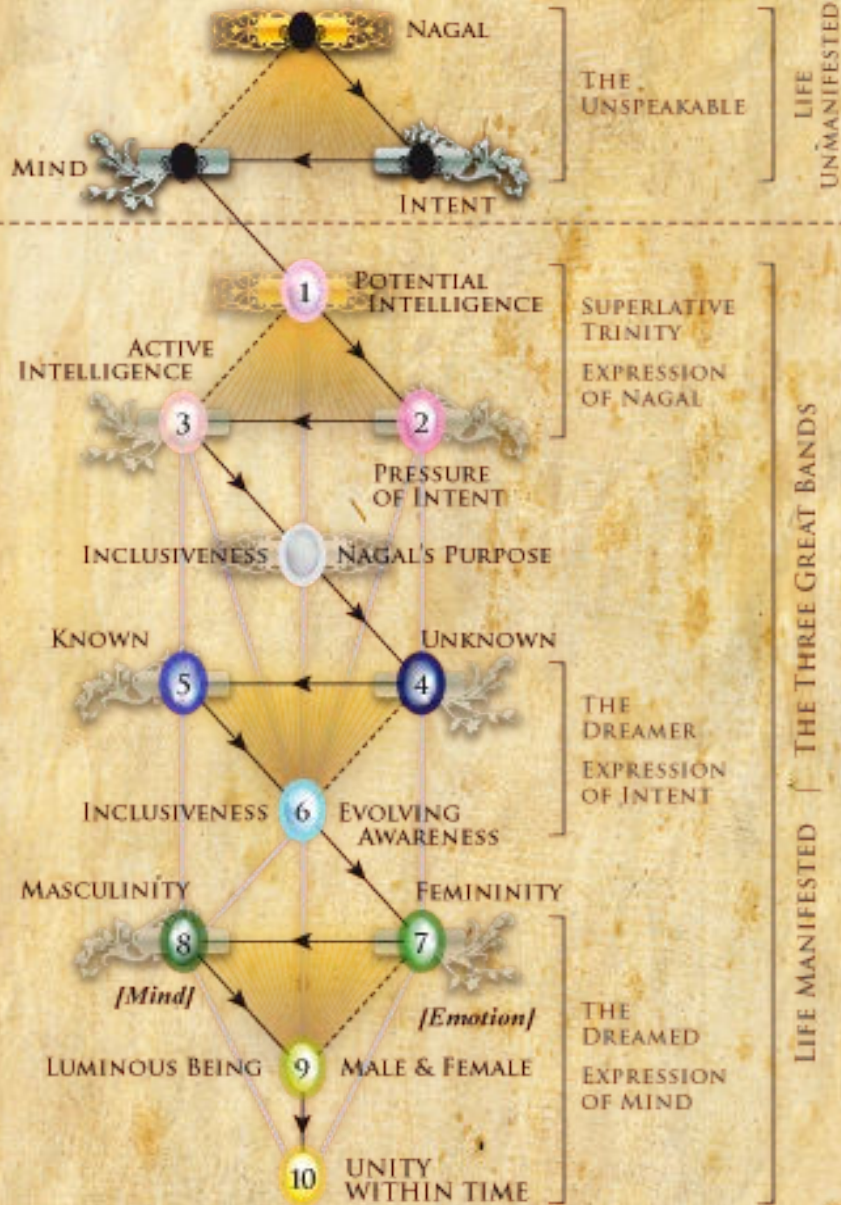 NAGAL
THE
UNSPEAKABLE
LIFE
UNMANIFESTED
MIND
INTENT
1
POTENTIAL
INTELLIGENCE
SUPERLATIVE
TRINITY
EXPRESSION
OF NAGAL
ACTIVE
INTELLIGENCE
3
2
PRESSURE
OF INTENT
INCLUSIVENESS
NAGAL'S PURPOSE
THE THREE GREAT BANDS
KNOWN
UNKNOWN
5
4
THE
DREAMER
EXPRESSION
OF INTENT
INCLUSIVENESS
6
EVOLVING
AWARENESS
LIFE MANIFESTED
MASCULINITY
FEMININITY
8
7
[Mind]
[Emotion]
THE
DREAMED
EXPRESSION
OF MIND
LUMINOUS BEING
9
MALE & FEMALE
10
UNITY
WITHIN TIME